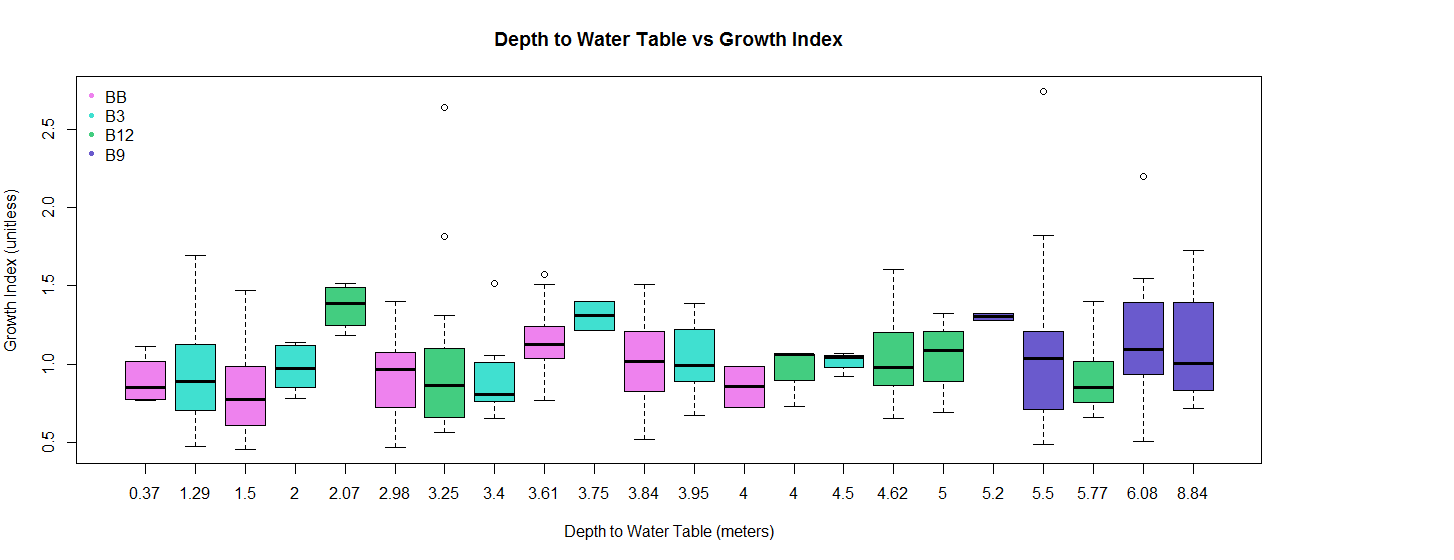 Depth to Water Table vs Growth Index
BB
B3
B12
B9
Growth Index (unitless)
2.5
2.0
1.5
1.0
0.5
0.37 1.29 1.5 2 2.07 2.98 3.25 3.4 3.61 3.75 3.84 3.95 4 4 4.5 4.62 5 5.2 5.5 5.77 6.08 8.84
Depth to Water Table (meters)